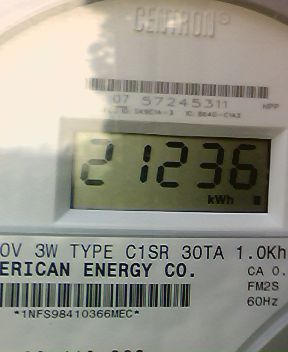 CENTRON®
07 57245311 HPP
21236
kWh
0V 3W TYPE C1SR 30TA 1.0Kh
ERICAN ENERGY CO. CA 0.
FM2S
60Hz
*1NFS98410366MEC*